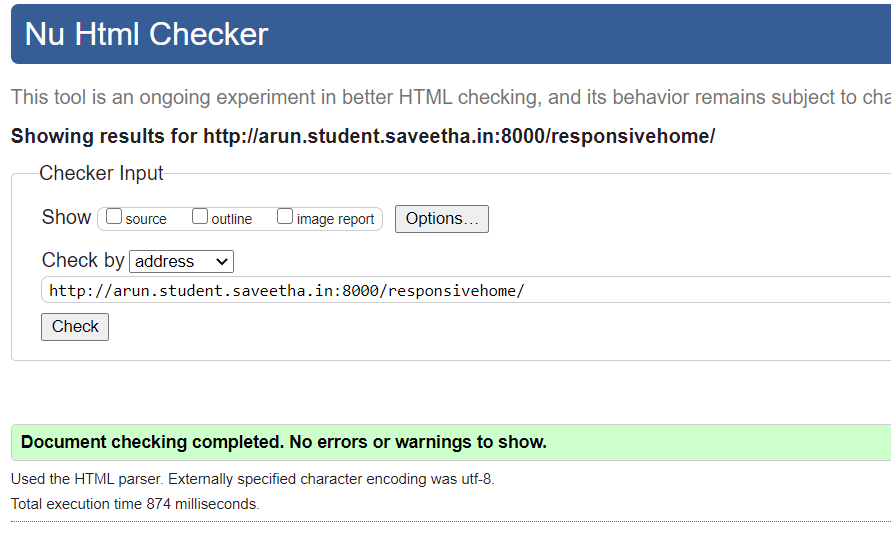 Nu Html Checker
This tool is an ongoing experiment in better HTML checking, and its behavior remains subject to cha
Showing results for http://arun.student.saveetha.in:8000/responsivehome/
Checker Input
Show source outline image report Options...
Check by address
http://arun.student.saveetha.in:8000/responsivehome/
Check
Document checking completed. No errors or warnings to show.
Used the HTML parser. Externally specified character encoding was utf-8.
Total execution time 874 milliseconds.